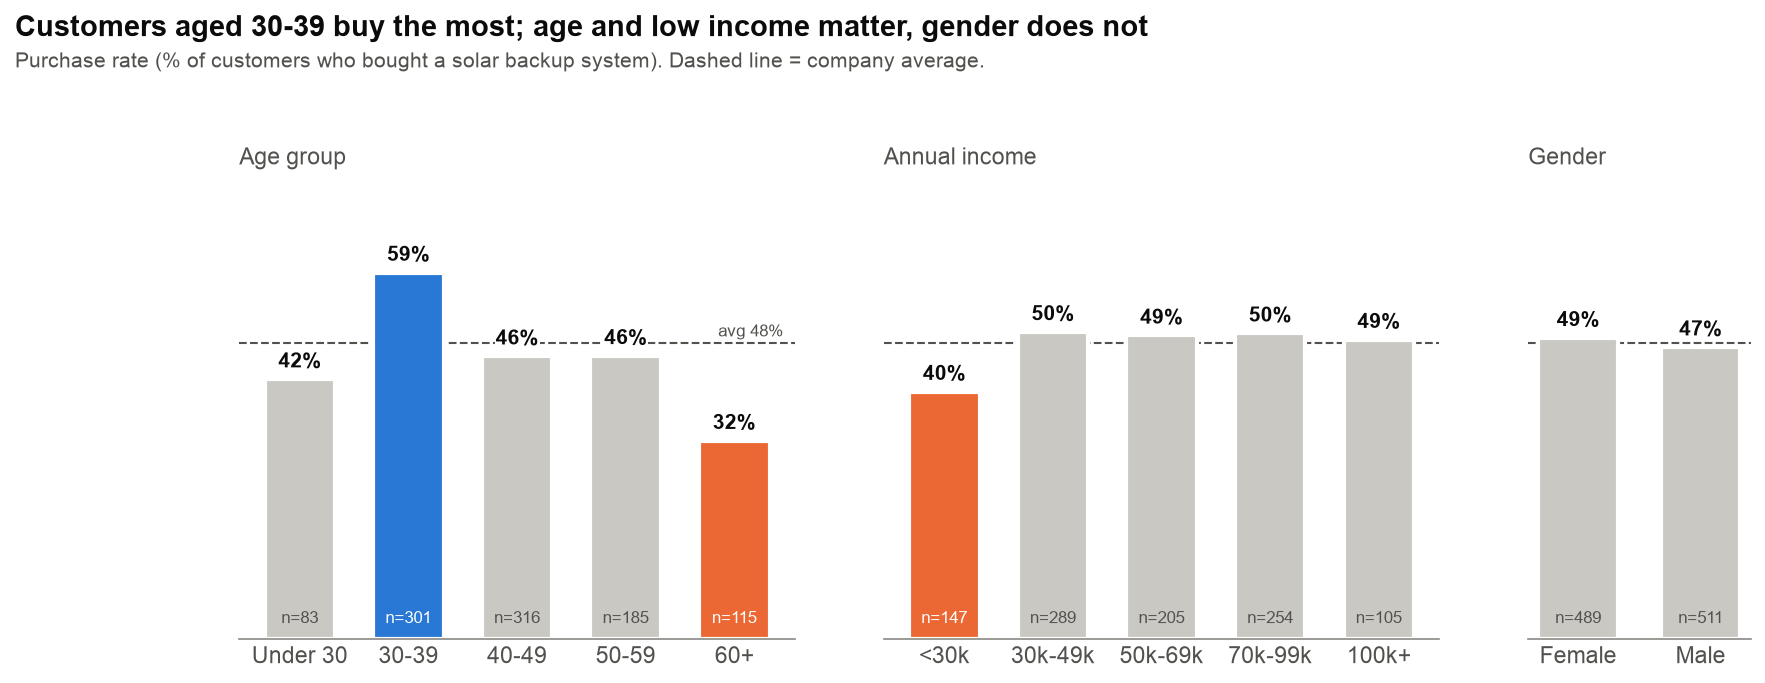 Customers aged 30-39 buy the most; age and low income matter, gender does not
Purchase rate (% of customers who bought a solar backup system). Dashed line = company average.
Age group
59%
avg 48%
46%
46%
42%
32%
n=83
n=301
n=316
n=185
n=115
Under 30
30-39
40-49
50-59
60+
Annual income
40%
50%
49%
50%
49%
n=147
n=289
n=205
n=254
n=105
<30k
30k-49k
50k-69k
70k-99k
100k+
Gender
49%
47%
n=489
n=511
Female
Male